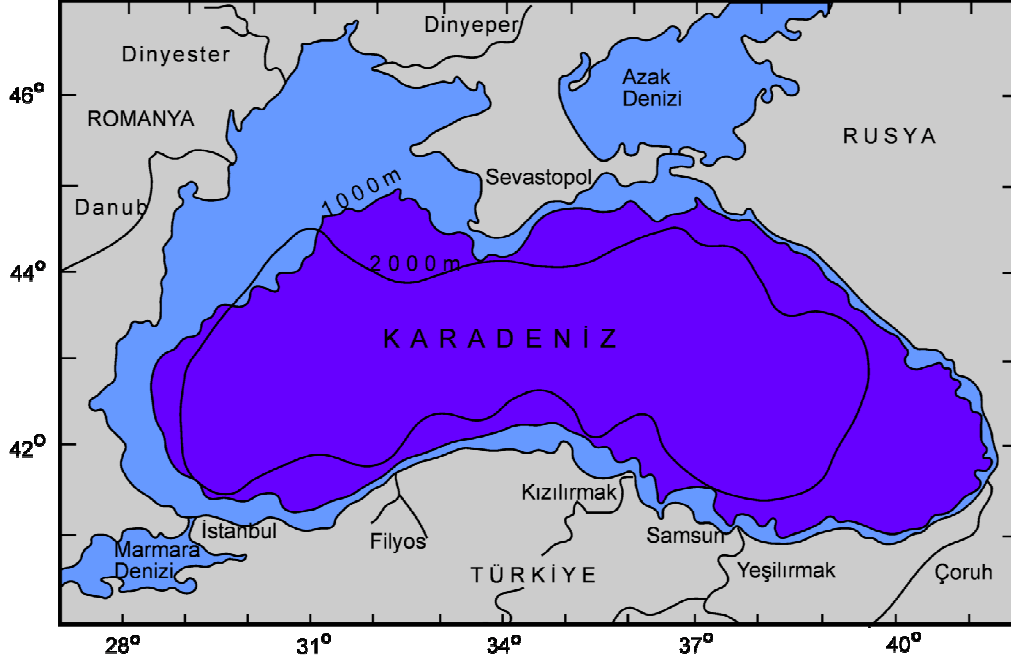 Dinyeper
Dinyester
46°
Azak
Denizi
ROMANYA
RUSYA
Sevastopol
1000m
Danub
44°
2000m
KARADENİZ
42°
Kızılırmak
İstanbul
Filyos
Samsun
Marmara
Denizi
TÜRKİYE
Yeşilırmak
Çoruh
28°
31°
34°
37°
40°